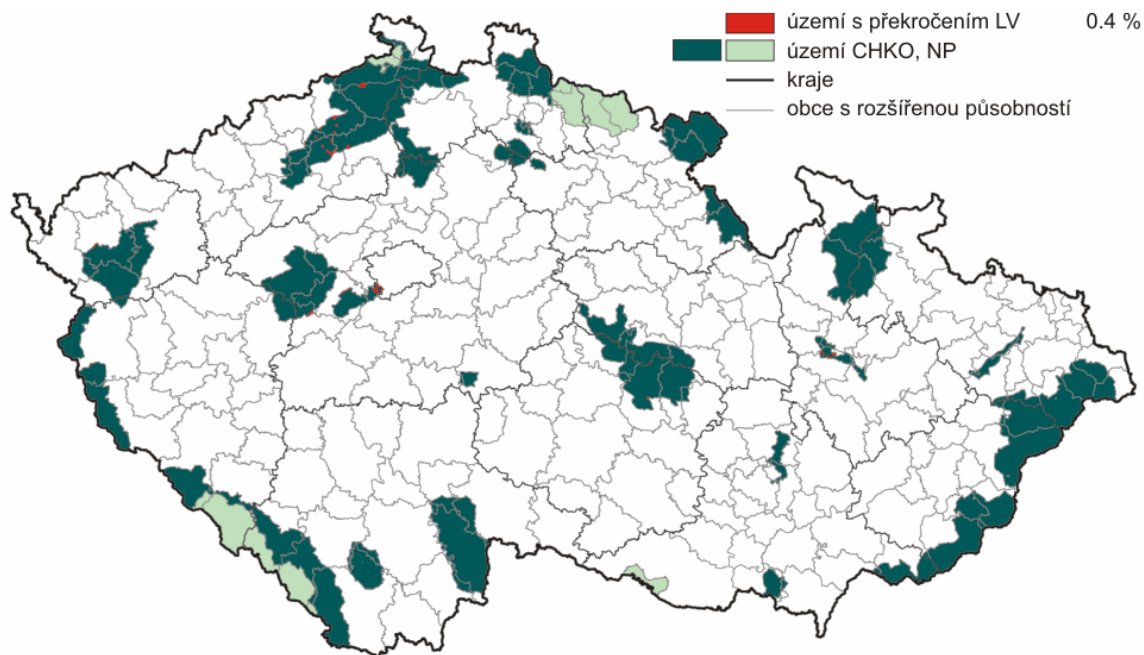 území s překročením LV 0.4 %
území CHKO, NP
kraje
obce s rozšířenou působností